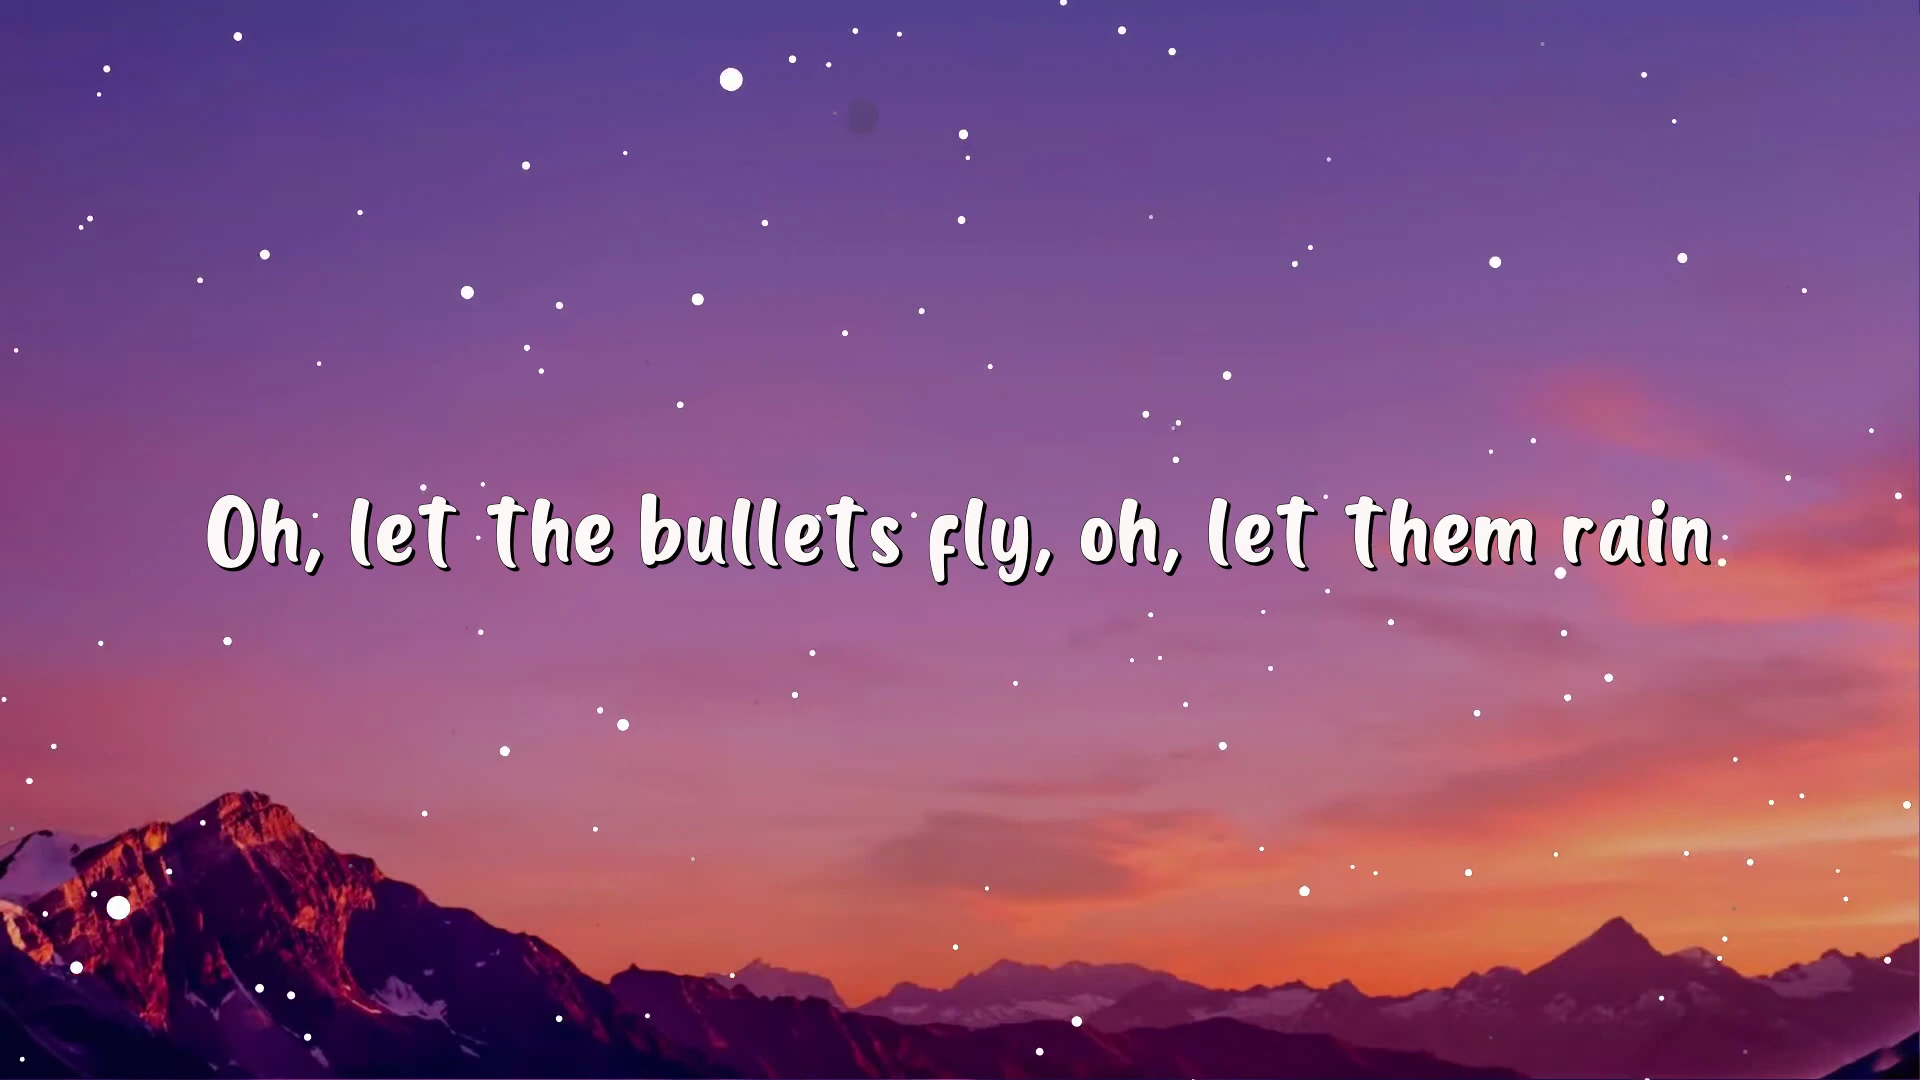 Oh, let the bullets fly, oh, let them rain